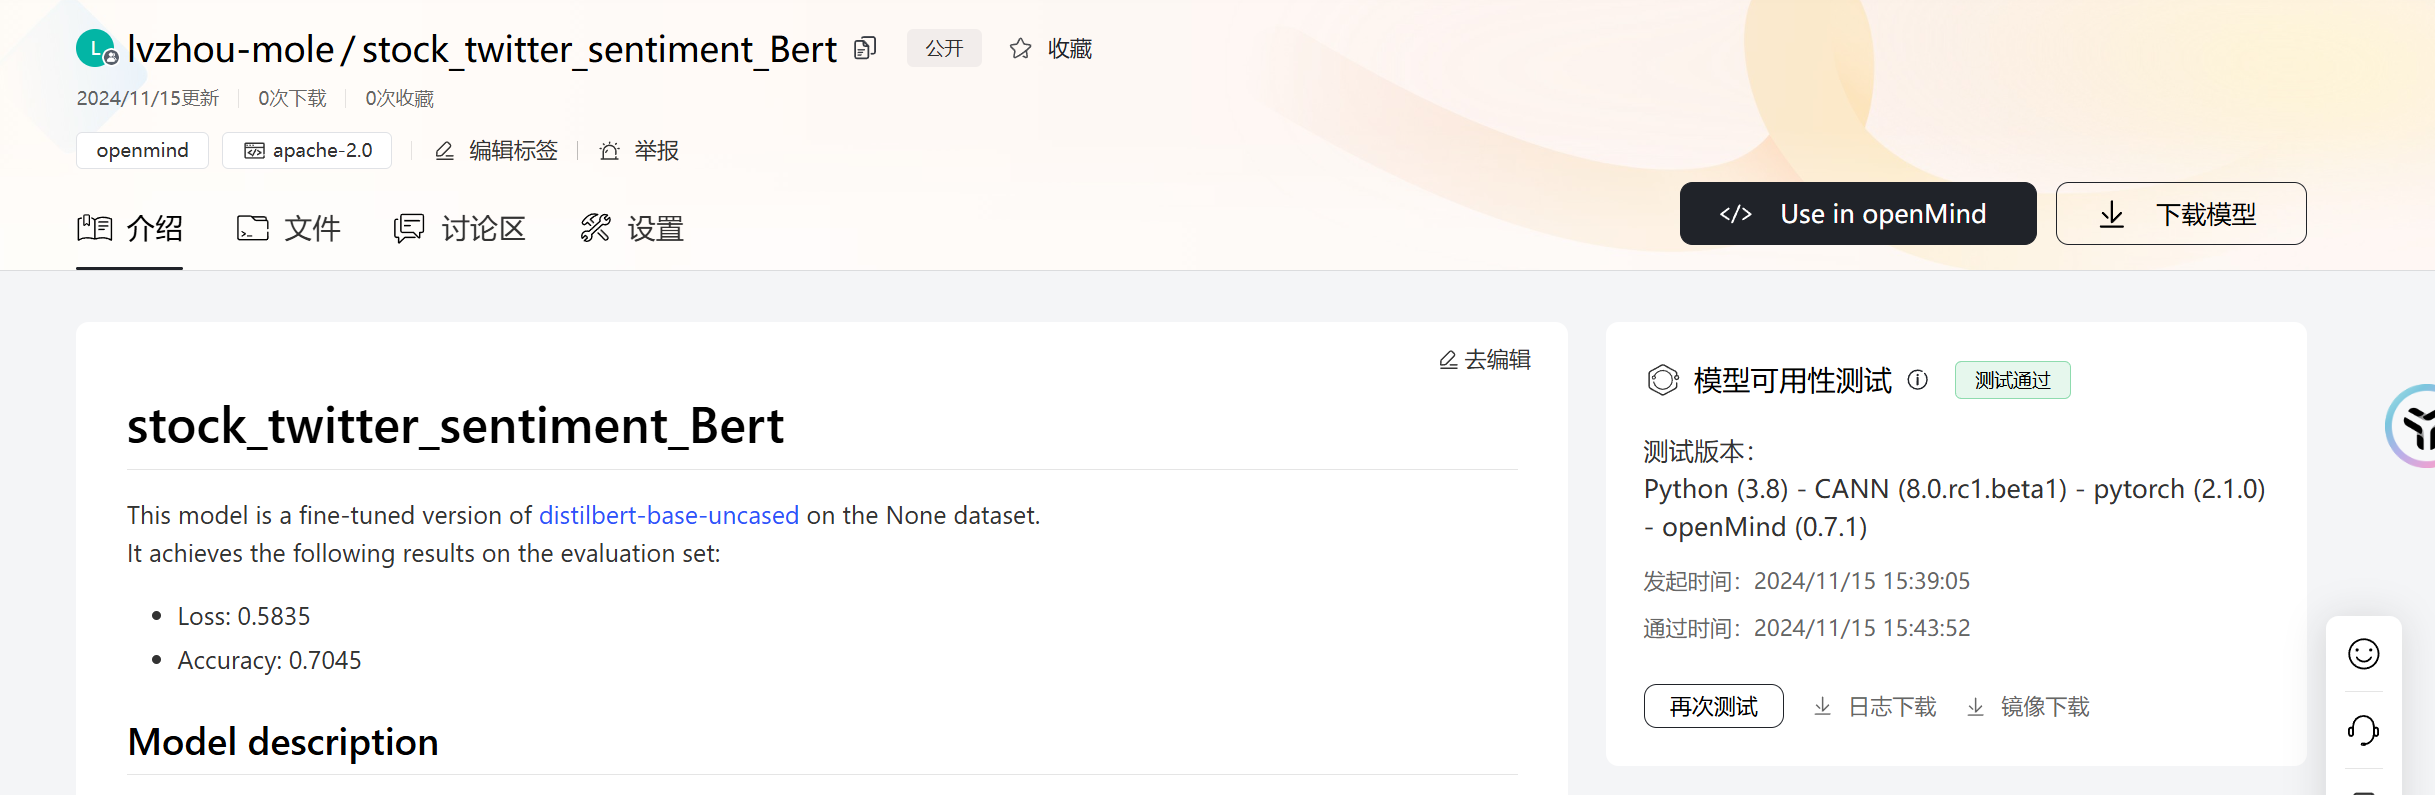 L lvzhou-mole / stock_twitter_sentiment_Bert 公开 收藏
2024/11/15更新 0次下载 0次收藏
openmind apache-2.0 编辑标签 举报
介绍 文件 讨论区 设置
</> Use in openMind 下载模型
去编辑
stock_twitter_sentiment_Bert
This model is a fine-tuned version of distilbert-base-uncased on the None dataset.
It achieves the following results on the evaluation set:
• Loss: 0.5835
• Accuracy: 0.7045
Model description
模型可用性测试 测试通过
测试版本：
Python (3.8) - CANN (8.0.rc1.beta1) - pytorch (2.1.0)
- openMind (0.7.1)
发起时间：2024/11/15 15:39:05
通过时间：2024/11/15 15:43:52
再次测试 日志下载 镜像下载